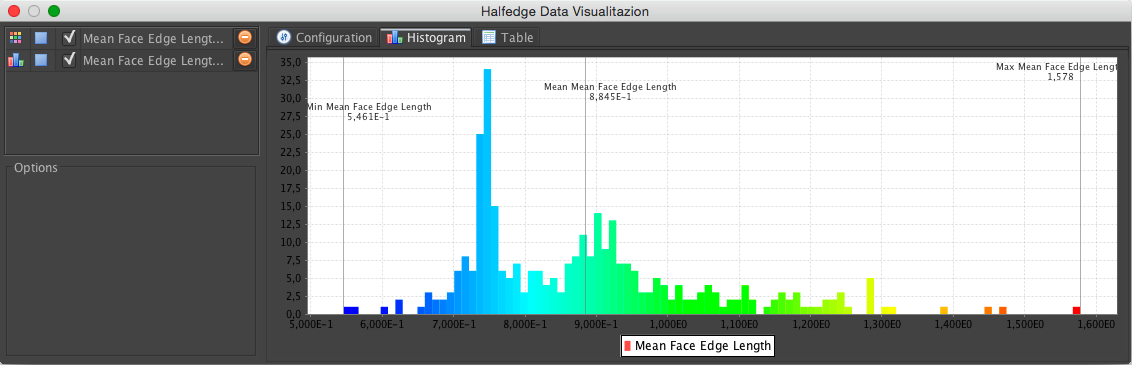 Halfedge Data Visualitazion
Mean Face Edge Lengt...
Mean Face Edge Lengt...
Options
Configuration
Histogram
Table
35,0
32,5
30,0
27,5
25,0
22,5
20,0
17,5
15,0
12,5
10,0
7,5
5,0
2,5
0,0
Min Mean Face Edge Length
5,461E-1
Mean Mean Face Edge Length
8,845E-1
Max Mean Face Edge Lengt
1,578
5,000E-1 6,000E-1 7,000E-1 8,000E-1 9,000E-1 1,000E0 1,100E0 1,200E0 1,300E0 1,400E0 1,500E0 1,600E0
Mean Face Edge Length